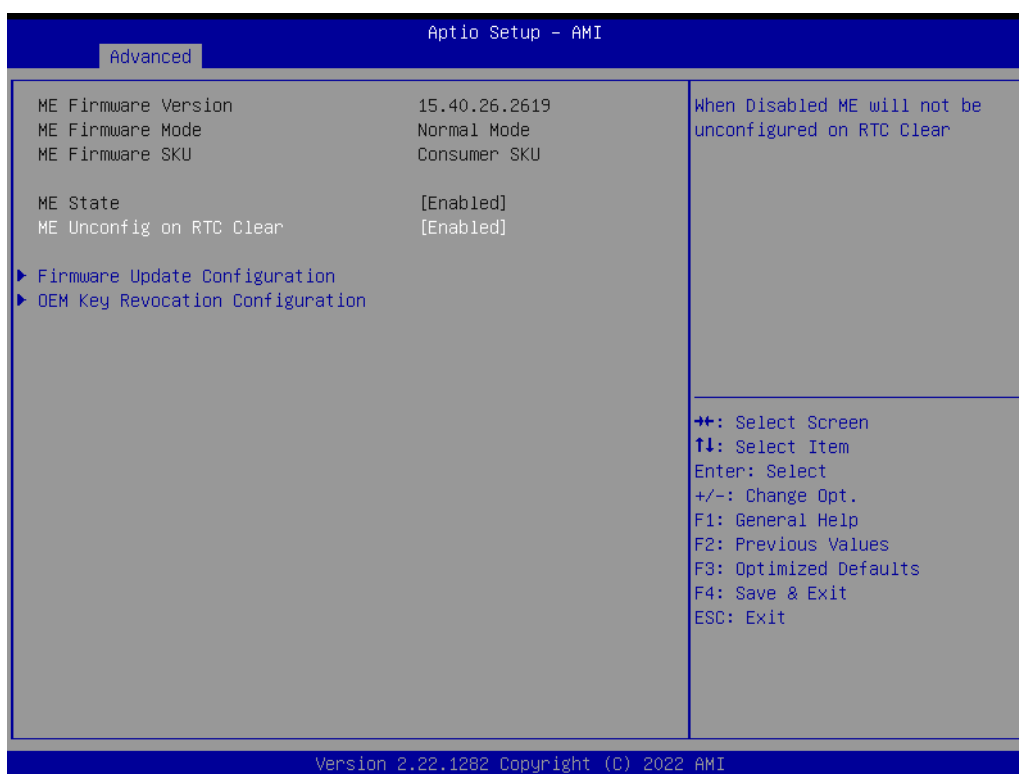 Aptio Setup - AMI
Advanced
ME Firmware Version 15.40.26.2619
ME Firmware Mode Normal Mode
ME Firmware SKU Consumer SKU
ME State [Enabled]
ME Unconfig on RTC Clear [Enabled]
Firmware Update Configuration
OEM Key Revocation Configuration
When Disabled ME will not be
unconfigured on RTC Clear
→←: Select Screen
↑↓: Select Item
Enter: Select
+/-: Change Opt.
F1: General Help
F2: Previous Values
F3: Optimized Defaults
F4: Save & Exit
ESC: Exit
Version 2.22.1282 Copyright (C) 2022 AMI